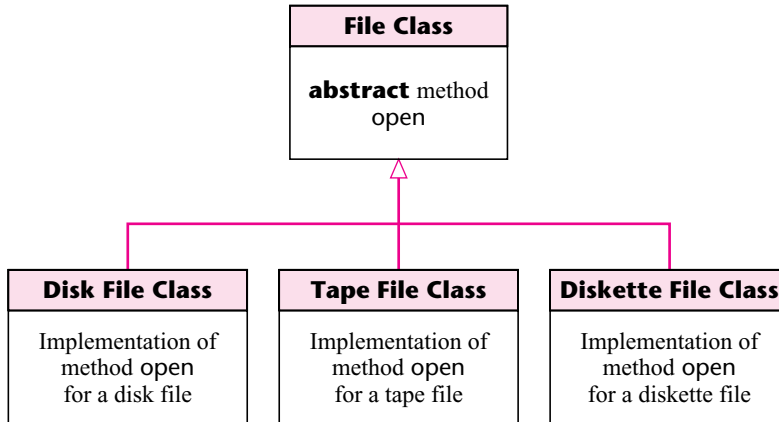 File Class
abstract method
open
Disk File Class
Implementation of
method open
for a disk file
Tape File Class
Implementation of
method open
for a tape file
Diskette File Class
Implementation of
method open
for a diskette file